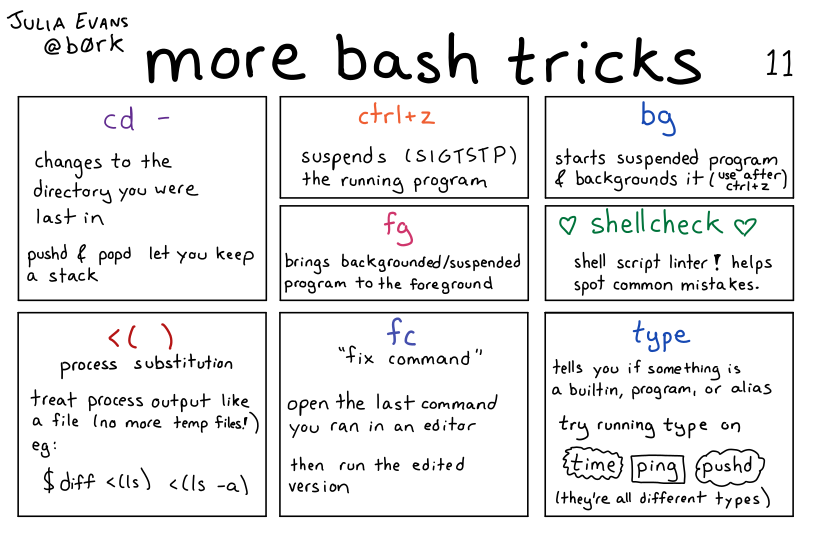 JULIA EVANS
@børk
more bash tricks
11
cd -
changes to the
directory you were
last in
pushd & popd let you keep
a stack
ctrl+z
suspends (SIGTSTP)
the running program
bg
starts suspended program
& backgrounds it (use after
ctrl+z)
fg
brings backgrounded/suspended
program to the foreground
♡ shellcheck ♡
shell script linter! helps
spot common mistakes.
<( )
process substitution
treat process output like
a file (no more temp files!)
eg:
$ diff <(ls) <(ls -a)
fc
"fix command"
open the last command
you ran in an editor
then run the edited
version
type
tells you if something is
a builtin, program, or alias
try running type on
time ping pushd
(they're all different types)